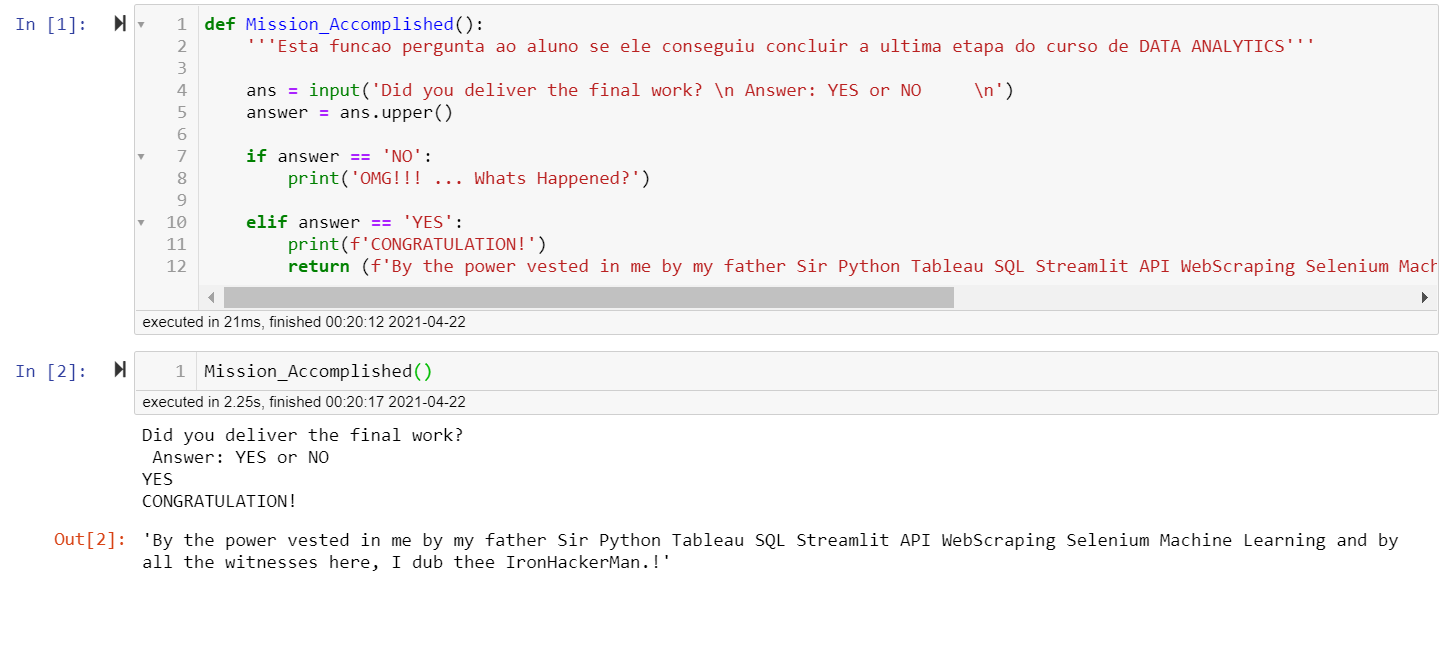 In [1]:
1 def Mission_Accomplished():
2     '''Esta funcao pergunta ao aluno se ele conseguiu concluir a ultima etapa do curso de DATA ANALYTICS'''
3
4     ans = input('Did you deliver the final work? \n Answer: YES or NO     \n')
5     answer = ans.upper()
6
7     if answer == 'NO':
8         print('OMG!!! ... Whats Happened?')
9
10     elif answer == 'YES':
11         print(f'CONGRATULATION!')
12         return (f'By the power vested in me by my father Sir Python Tableau SQL Streamlit API WebScraping Selenium Mach
executed in 21ms, finished 00:20:12 2021-04-22
In [2]:
1 Mission_Accomplished()
executed in 2.25s, finished 00:20:17 2021-04-22
Did you deliver the final work?
 Answer: YES or NO
YES
CONGRATULATION!
Out[2]: 'By the power vested in me by my father Sir Python Tableau SQL Streamlit API WebScraping Selenium Machine Learning and by
all the witnesses here, I dub thee IronHackerMan.!'